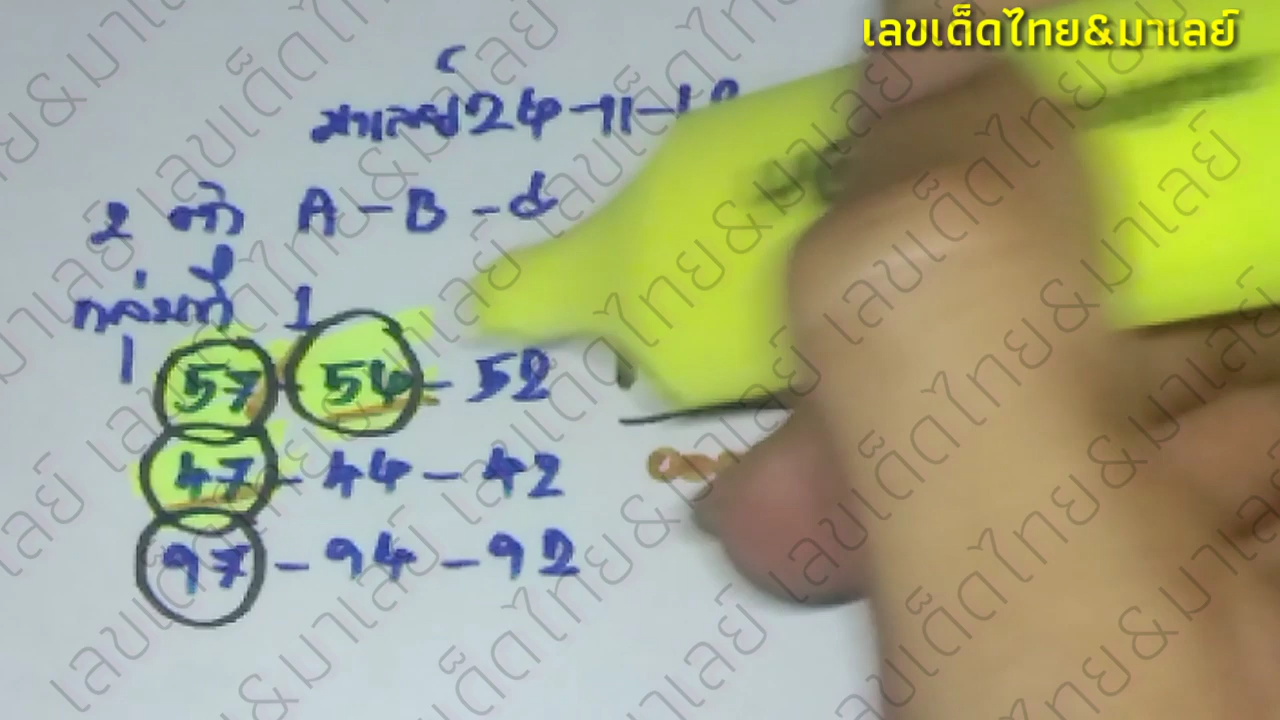 เลขเด็ดไทย&มาเลย์
มาเลย์ 24-11-
2 ตัว A-B-d
กลุ่มที่ 1
1 57-54-52
47-44-42
97-94-92